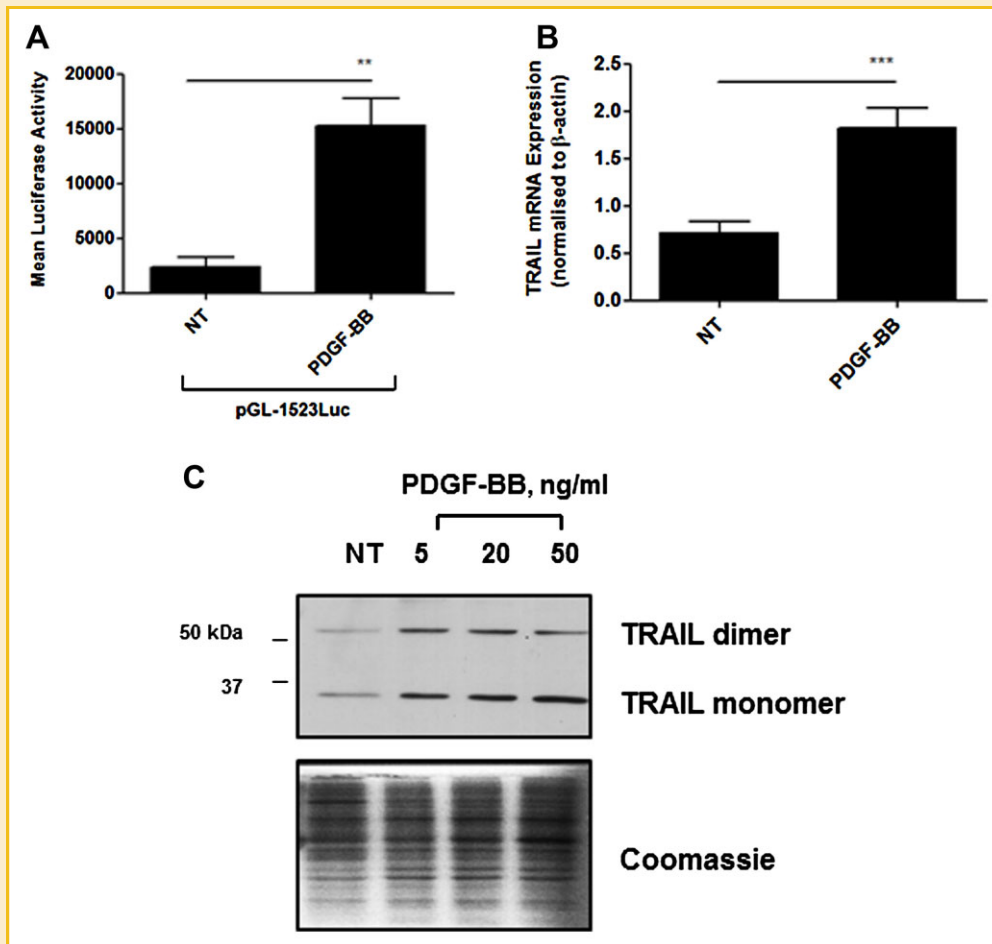 A
**
Mean Luciferase Activity
20000
15000
10000
5000
0
NT
PDGF-BB
pGL-1523Luc
B
***
TRAIL mRNA Expression
(normalised to β-actin)
2.5
2.0
1.5
1.0
0.5
0.0
NT
PDGF-BB
C
PDGF-BB, ng/ml
NT 5 20 50
50 kDa
37
TRAIL dimer
TRAIL monomer
Coomassie